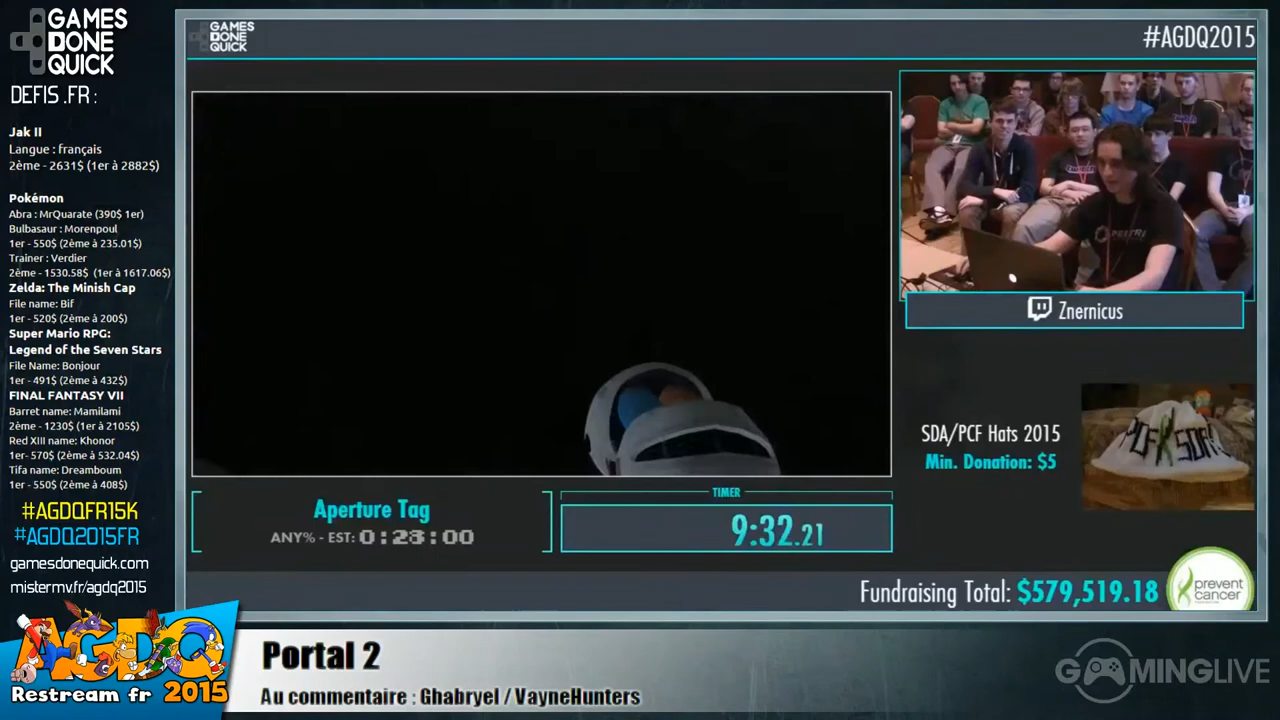 GAMES
DONE
QUICK
DEFIS .FR :
Jak II
Langue : français
2ème - 2631$ (1er à 2882$)
Pokémon
Abra : MrQuarate (390$ 1er)
Bulbasaur : Morenpoul
1er - 550$ (2ème à 235.01$)
Trainer : Verdier
2ème - 1530.58$ (1er à 1617.06$)
Zelda: The Minish Cap
File name: Bif
1er - 520$ (2ème à 200$)
Super Mario RPG:
Legend of the Seven Stars
File Name: Bonjour
1er - 491$ (2ème à 432$)
FINAL FANTASY VII
Barret name: Mamilami
2ème - 1230$ (1er à 2105$)
Red XIII name: Khonor
1er- 570$ (2ème à 532.04$)
Tifa name: Dreamboum
1er - 550$ (2ème à 408$)
#AGDQFR15K
#AGDQ2015FR
gamesdonequick.com
mistermv.fr/agdq2015
AGDQ
Restream fr 2015
GAMES
DONE
QUICK
#AGDQ2015
Znernicus
SDA/PCF Hats 2015
Min. Donation: $5
Aperture Tag
ANY% - EST: 0:23:00
TIMER
9:32.21
Fundraising Total: $579,519.18
prevent
cancer
Portal 2
Au commentaire : Ghabryel / VayneHunters
GAMINGLIVE